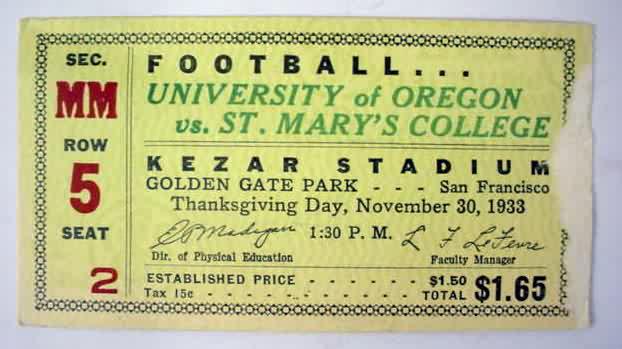 SEC.
MM
ROW
5
SEAT
2
FOOTBALL...
UNIVERSITY of OREGON
vs. ST. MARY'S COLLEGE
KEZAR STADIUM
GOLDEN GATE PARK - - - San Francisco
Thanksgiving Day, November 30, 1933
1:30 P. M. L F LeFevre
Dir. of Physical Education Faculty Manager
ESTABLISHED PRICE - - - - - $1.50
Tax 15c - - - - - - - - - TOTAL $1.65